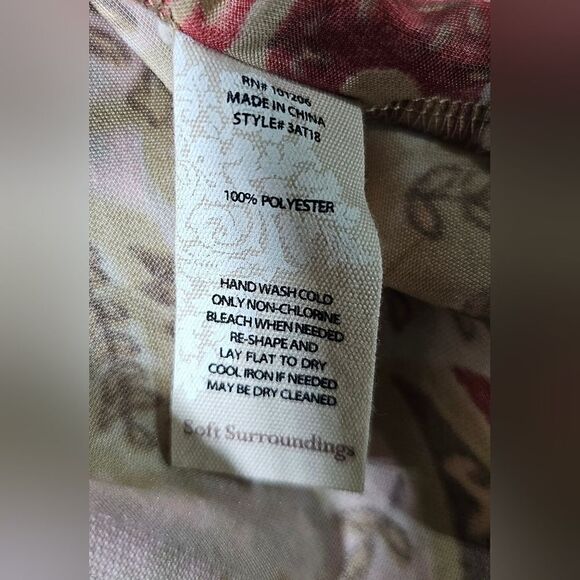 RN# 101206
MADE IN CHINA
STYLE# 3AT18
100% POLYESTER
HAND WASH COLD
ONLY NON-CHLORINE
BLEACH WHEN NEEDED
RE-SHAPE AND
LAY FLAT TO DRY
COOL IRON IF NEEDED
MAY BE DRY CLEANED
Soft Surroundings